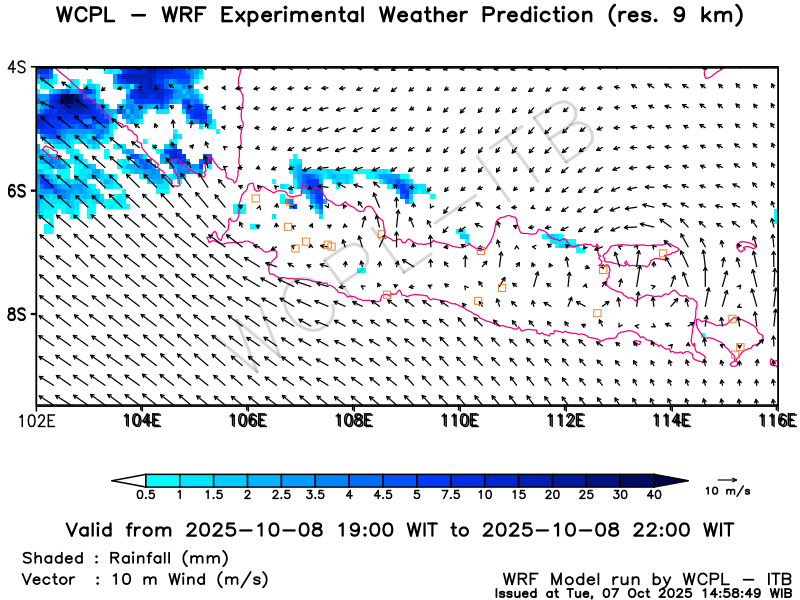 WCPL − WRF Experimental Weather Prediction (res. 9 km)
4S
6S
8S
102E 104E 106E 108E 110E 112E 114E 116E
WCPL−ITB
0.5 1 1.5 2 2.5 3.5 4 4.5 5 7.5 10 15 20 25 30 40
10 m/s
Valid from 2025−10−08 19:00 WIT to 2025−10−08 22:00 WIT
Shaded : Rainfall (mm)
Vector : 10 m Wind (m/s)
WRF Model run by WCPL − ITB
Issued at Tue, 07 Oct 2025 14:58:49 WIB